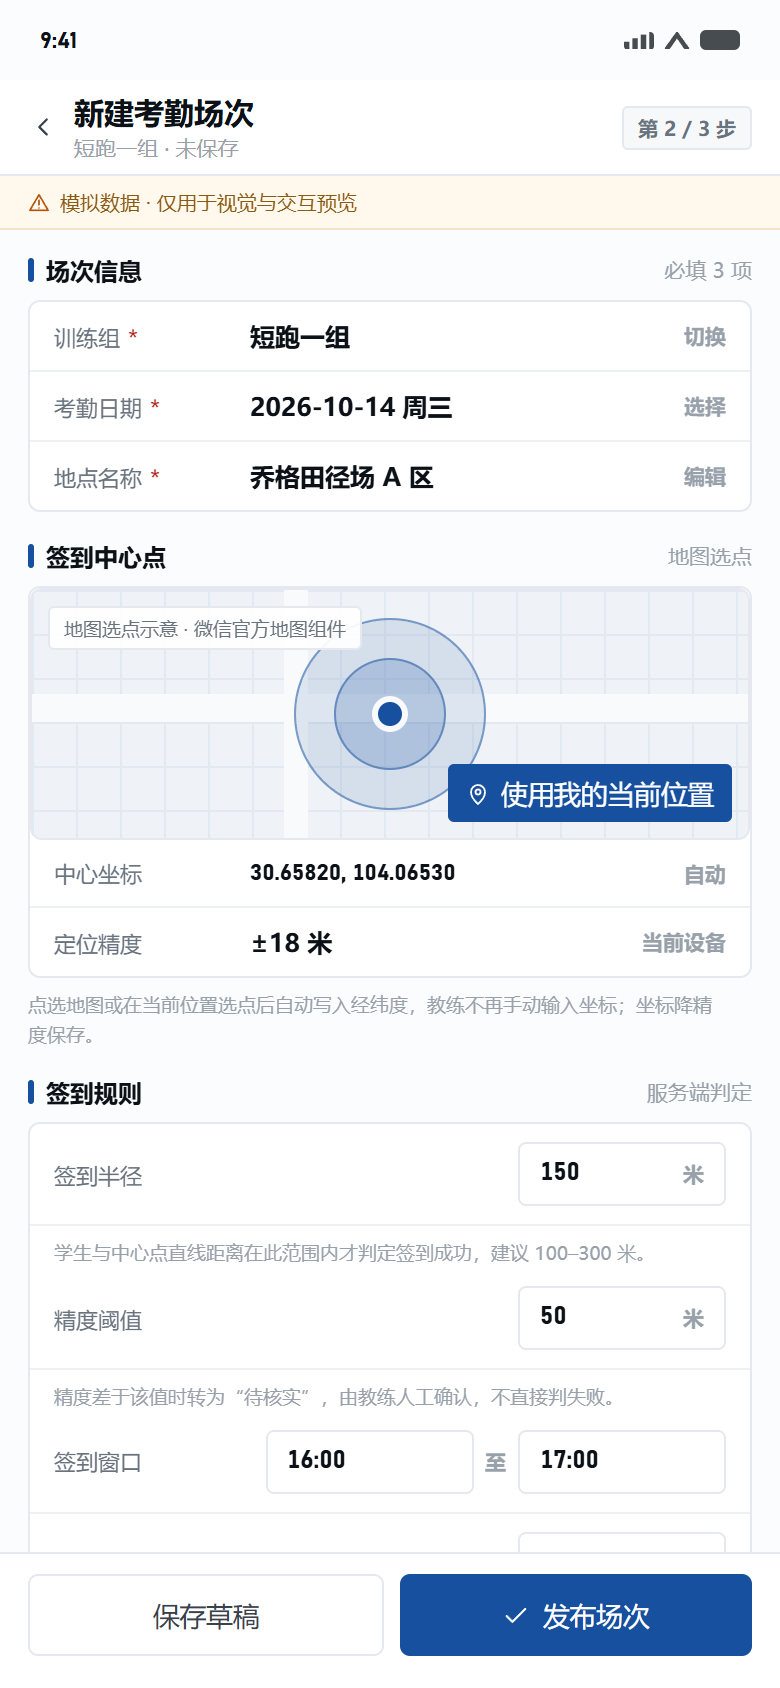 9:41
新建考勤场次
短跑一组 · 未保存
第 2 / 3 步
模拟数据 · 仅用于视觉与交互预览
场次信息
必填 3 项
训练组 *
短跑一组
切换
考勤日期 *
2026-10-14 周三
选择
地点名称 *
乔格田径场 A 区
编辑
签到中心点
地图选点
地图选点示意 · 微信官方地图组件
使用我的当前位置
中心坐标
30.65820, 104.06530
自动
定位精度
±18 米
当前设备
点选地图或在当前位置选点后自动写入经纬度，教练不再手动输入坐标；坐标降精
度保存。
签到规则
服务端判定
签到半径
150 米
学生与中心点直线距离在此范围内才判定签到成功，建议 100–300 米。
精度阈值
50 米
精度差于该值时转为“待核实”，由教练人工确认，不直接判失败。
签到窗口
16:00 至 17:00
保存草稿
发布场次